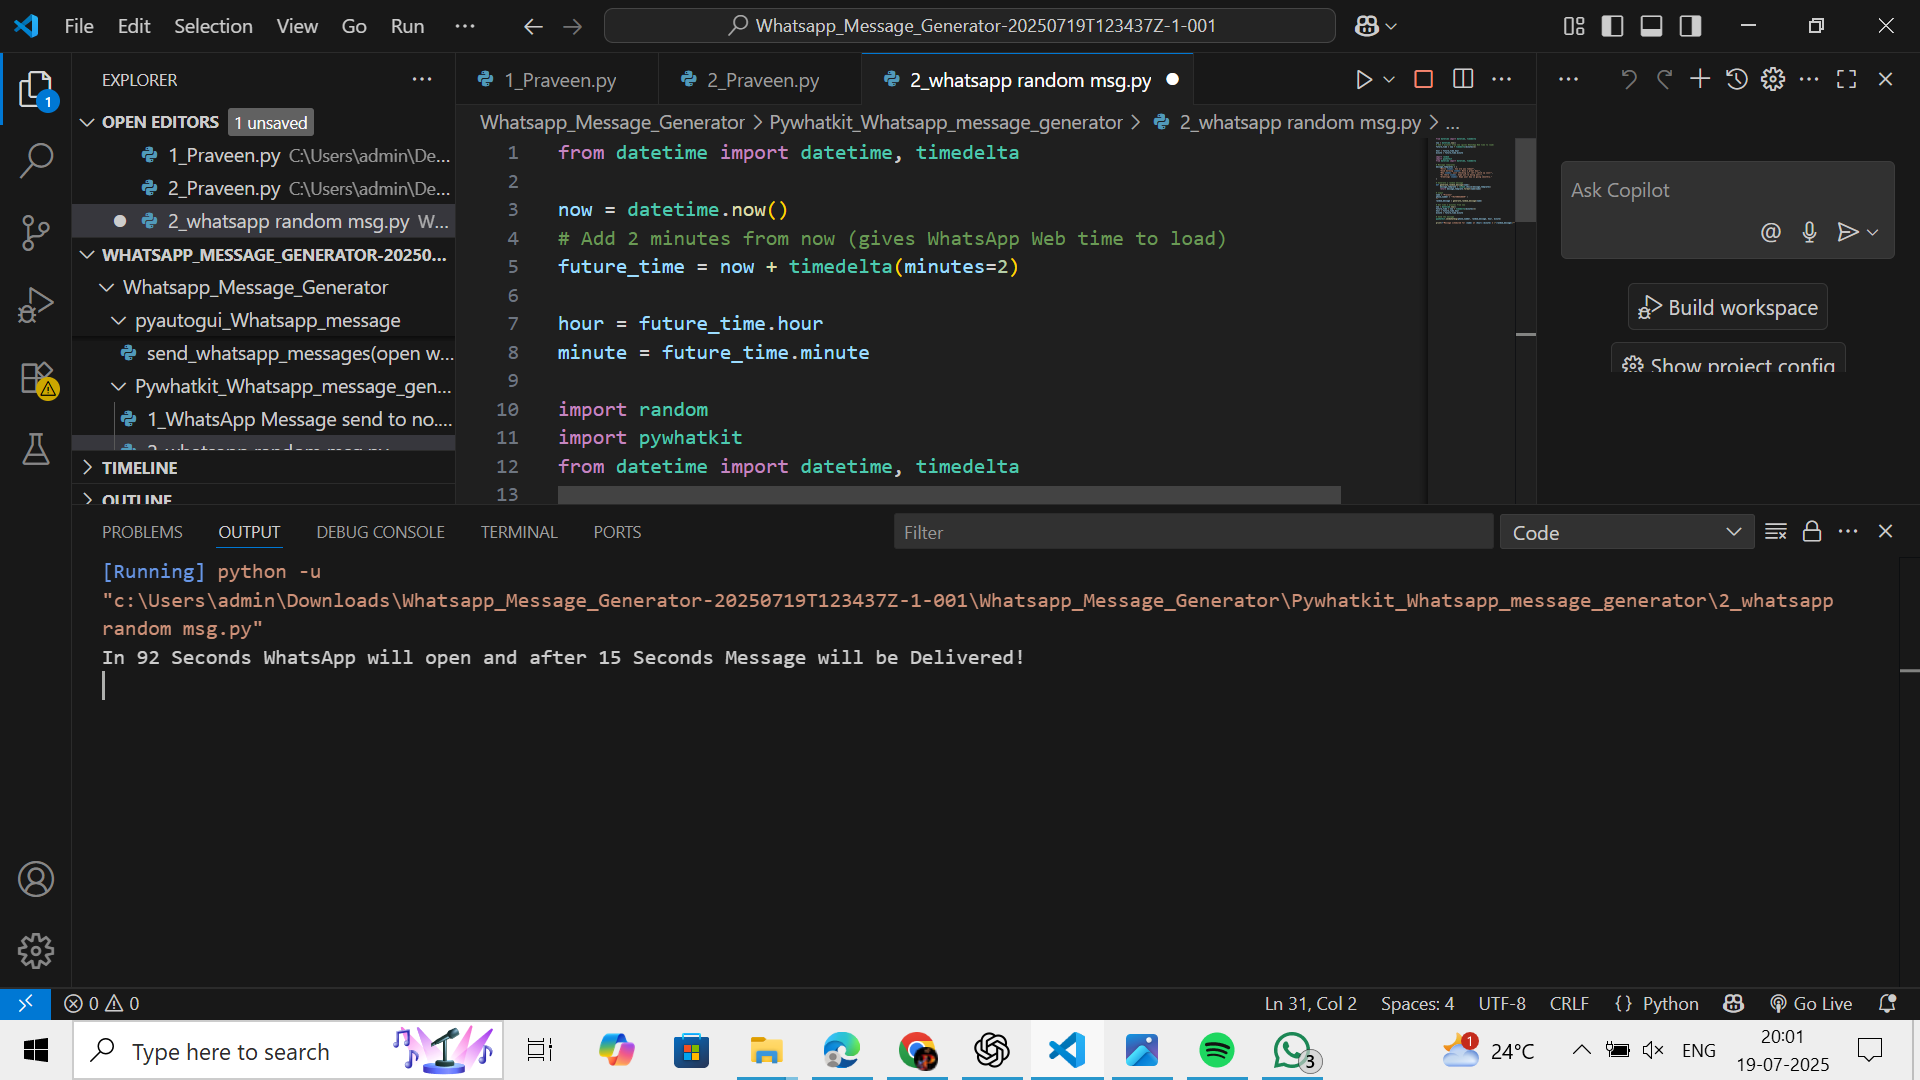 File Edit Selection View Go Run ...
Whatsapp_Message_Generator-20250719T123437Z-1-001
EXPLORER
OPEN EDITORS 1 unsaved
1_Praveen.py C:\Users\admin\De...
2_Praveen.py C:\Users\admin\De...
2_whatsapp random msg.py W...
WHATSAPP_MESSAGE_GENERATOR-20250...
Whatsapp_Message_Generator
pyautogui_Whatsapp_message
send_whatsapp_messages(open w...
Pywhatkit_Whatsapp_message_gen...
1_WhatsApp Message send to no....
2_whatsapp random msg.py
TIMELINE
OUTLINE
1_Praveen.py 2_Praveen.py 2_whatsapp random msg.py
Whatsapp_Message_Generator > Pywhatkit_Whatsapp_message_generator > 2_whatsapp random msg.py > ...
1 from datetime import datetime, timedelta
2
3 now = datetime.now()
4 # Add 2 minutes from now (gives WhatsApp Web time to load)
5 future_time = now + timedelta(minutes=2)
6
7 hour = future_time.hour
8 minute = future_time.minute
9
10 import random
11 import pywhatkit
12 from datetime import datetime, timedelta
13
Ask Copilot
Build workspace
Show project config
PROBLEMS OUTPUT DEBUG CONSOLE TERMINAL PORTS
Filter
Code
[Running] python -u
"c:\Users\admin\Downloads\Whatsapp_Message_Generator-20250719T123437Z-1-001\Whatsapp_Message_Generator\Pywhatkit_Whatsapp_message_generator\2_whatsapp
random msg.py"
In 92 Seconds WhatsApp will open and after 15 Seconds Message will be Delivered!
0 0
Ln 31, Col 2 Spaces: 4 UTF-8 CRLF {} Python Go Live
Type here to search
3
1
24°C
ENG
20:01
19-07-2025